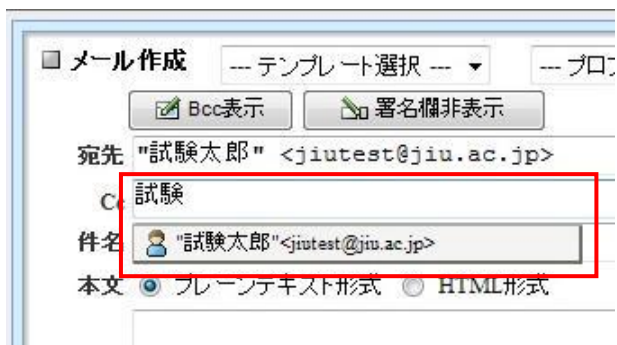 メール作成 --- テンプレート選択 --- --- プロ
Bcc表示 署名欄非表示
宛先 "試験太郎" <jiutest@jiu.ac.jp>
Cc 試験
件名 "試験太郎"<jiutest@jiu.ac.jp>
本文 プレーンテキスト形式 HTML形式